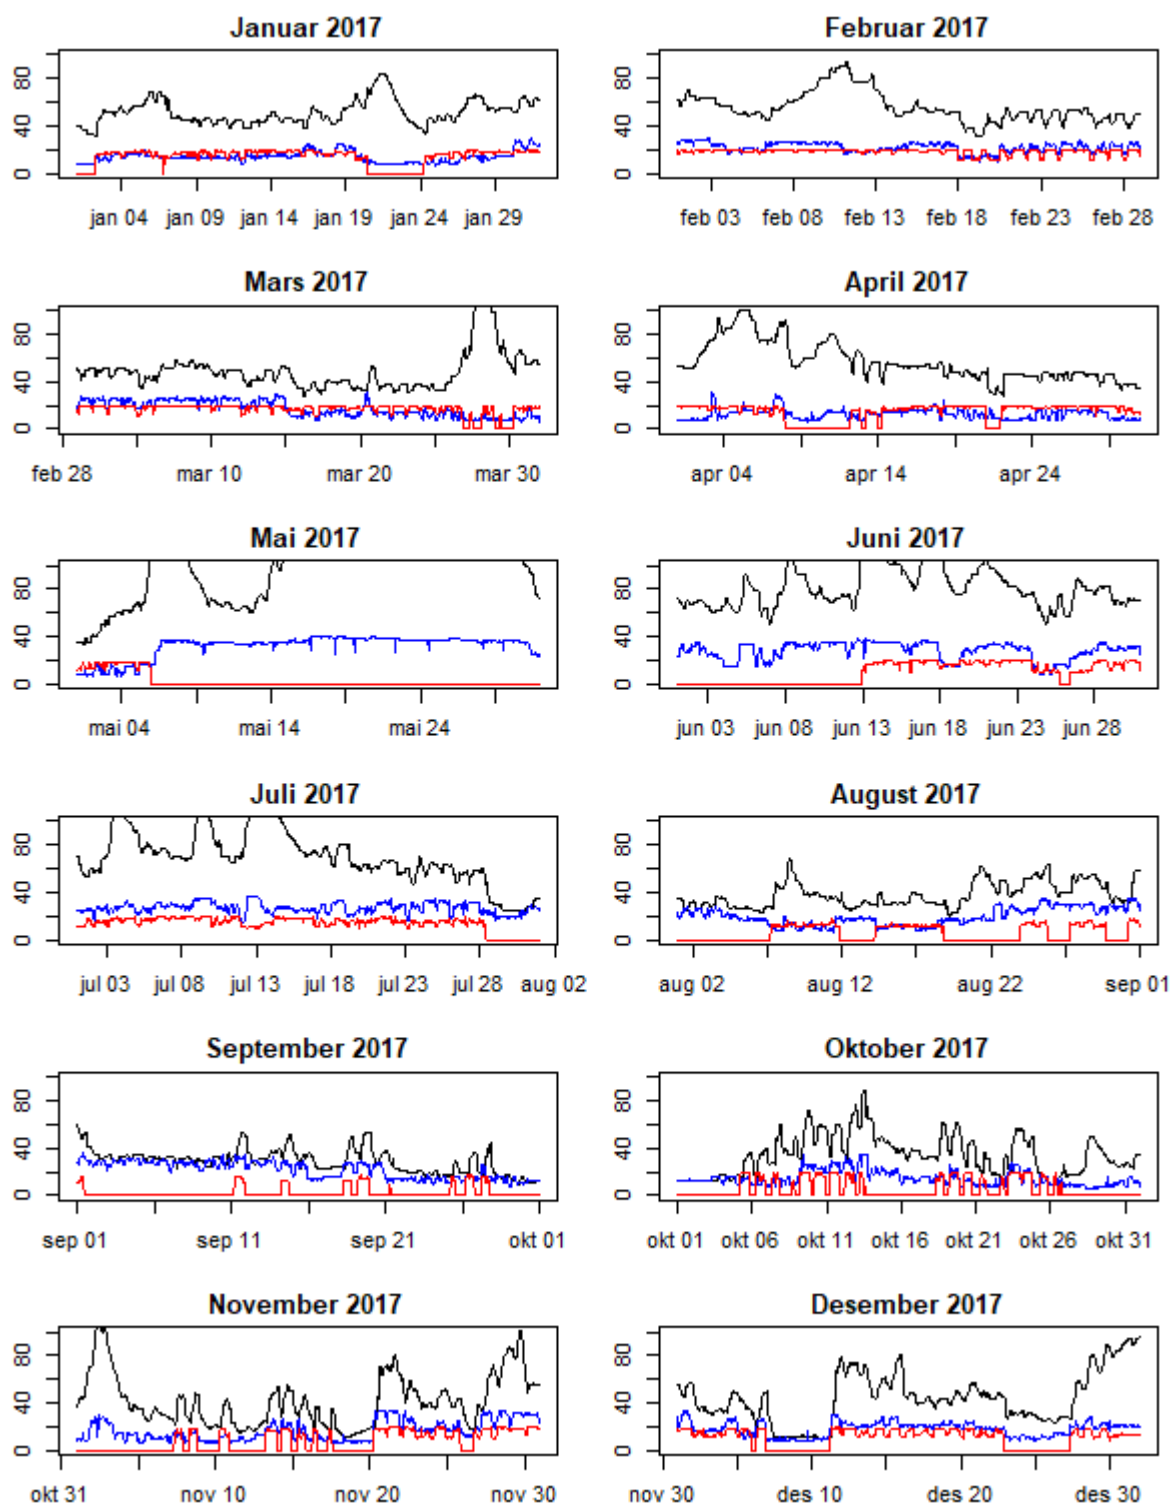 Januar 2017
Februar 2017
80
40
0
80
40
0
jan 04 jan 09 jan 14 jan 19 jan 24 jan 29
feb 03 feb 08 feb 13 feb 18 feb 23 feb 28
Mars 2017
April 2017
80
40
0
80
40
0
feb 28 mar 10 mar 20 mar 30
apr 04 apr 14 apr 24
Mai 2017
Juni 2017
80
40
0
80
40
0
mai 04 mai 14 mai 24
jun 03 jun 08 jun 13 jun 18 jun 23 jun 28
Juli 2017
August 2017
80
40
0
80
40
0
jul 03 jul 08 jul 13 jul 18 jul 23 jul 28 aug 02
aug 02 aug 12 aug 22 sep 01
September 2017
Oktober 2017
80
40
0
80
40
0
sep 01 sep 11 sep 21 okt 01
okt 01 okt 06 okt 11 okt 16 okt 21 okt 26 okt 31
November 2017
Desember 2017
80
40
0
80
40
0
okt 31 nov 10 nov 20 nov 30
nov 30 des 10 des 20 des 30